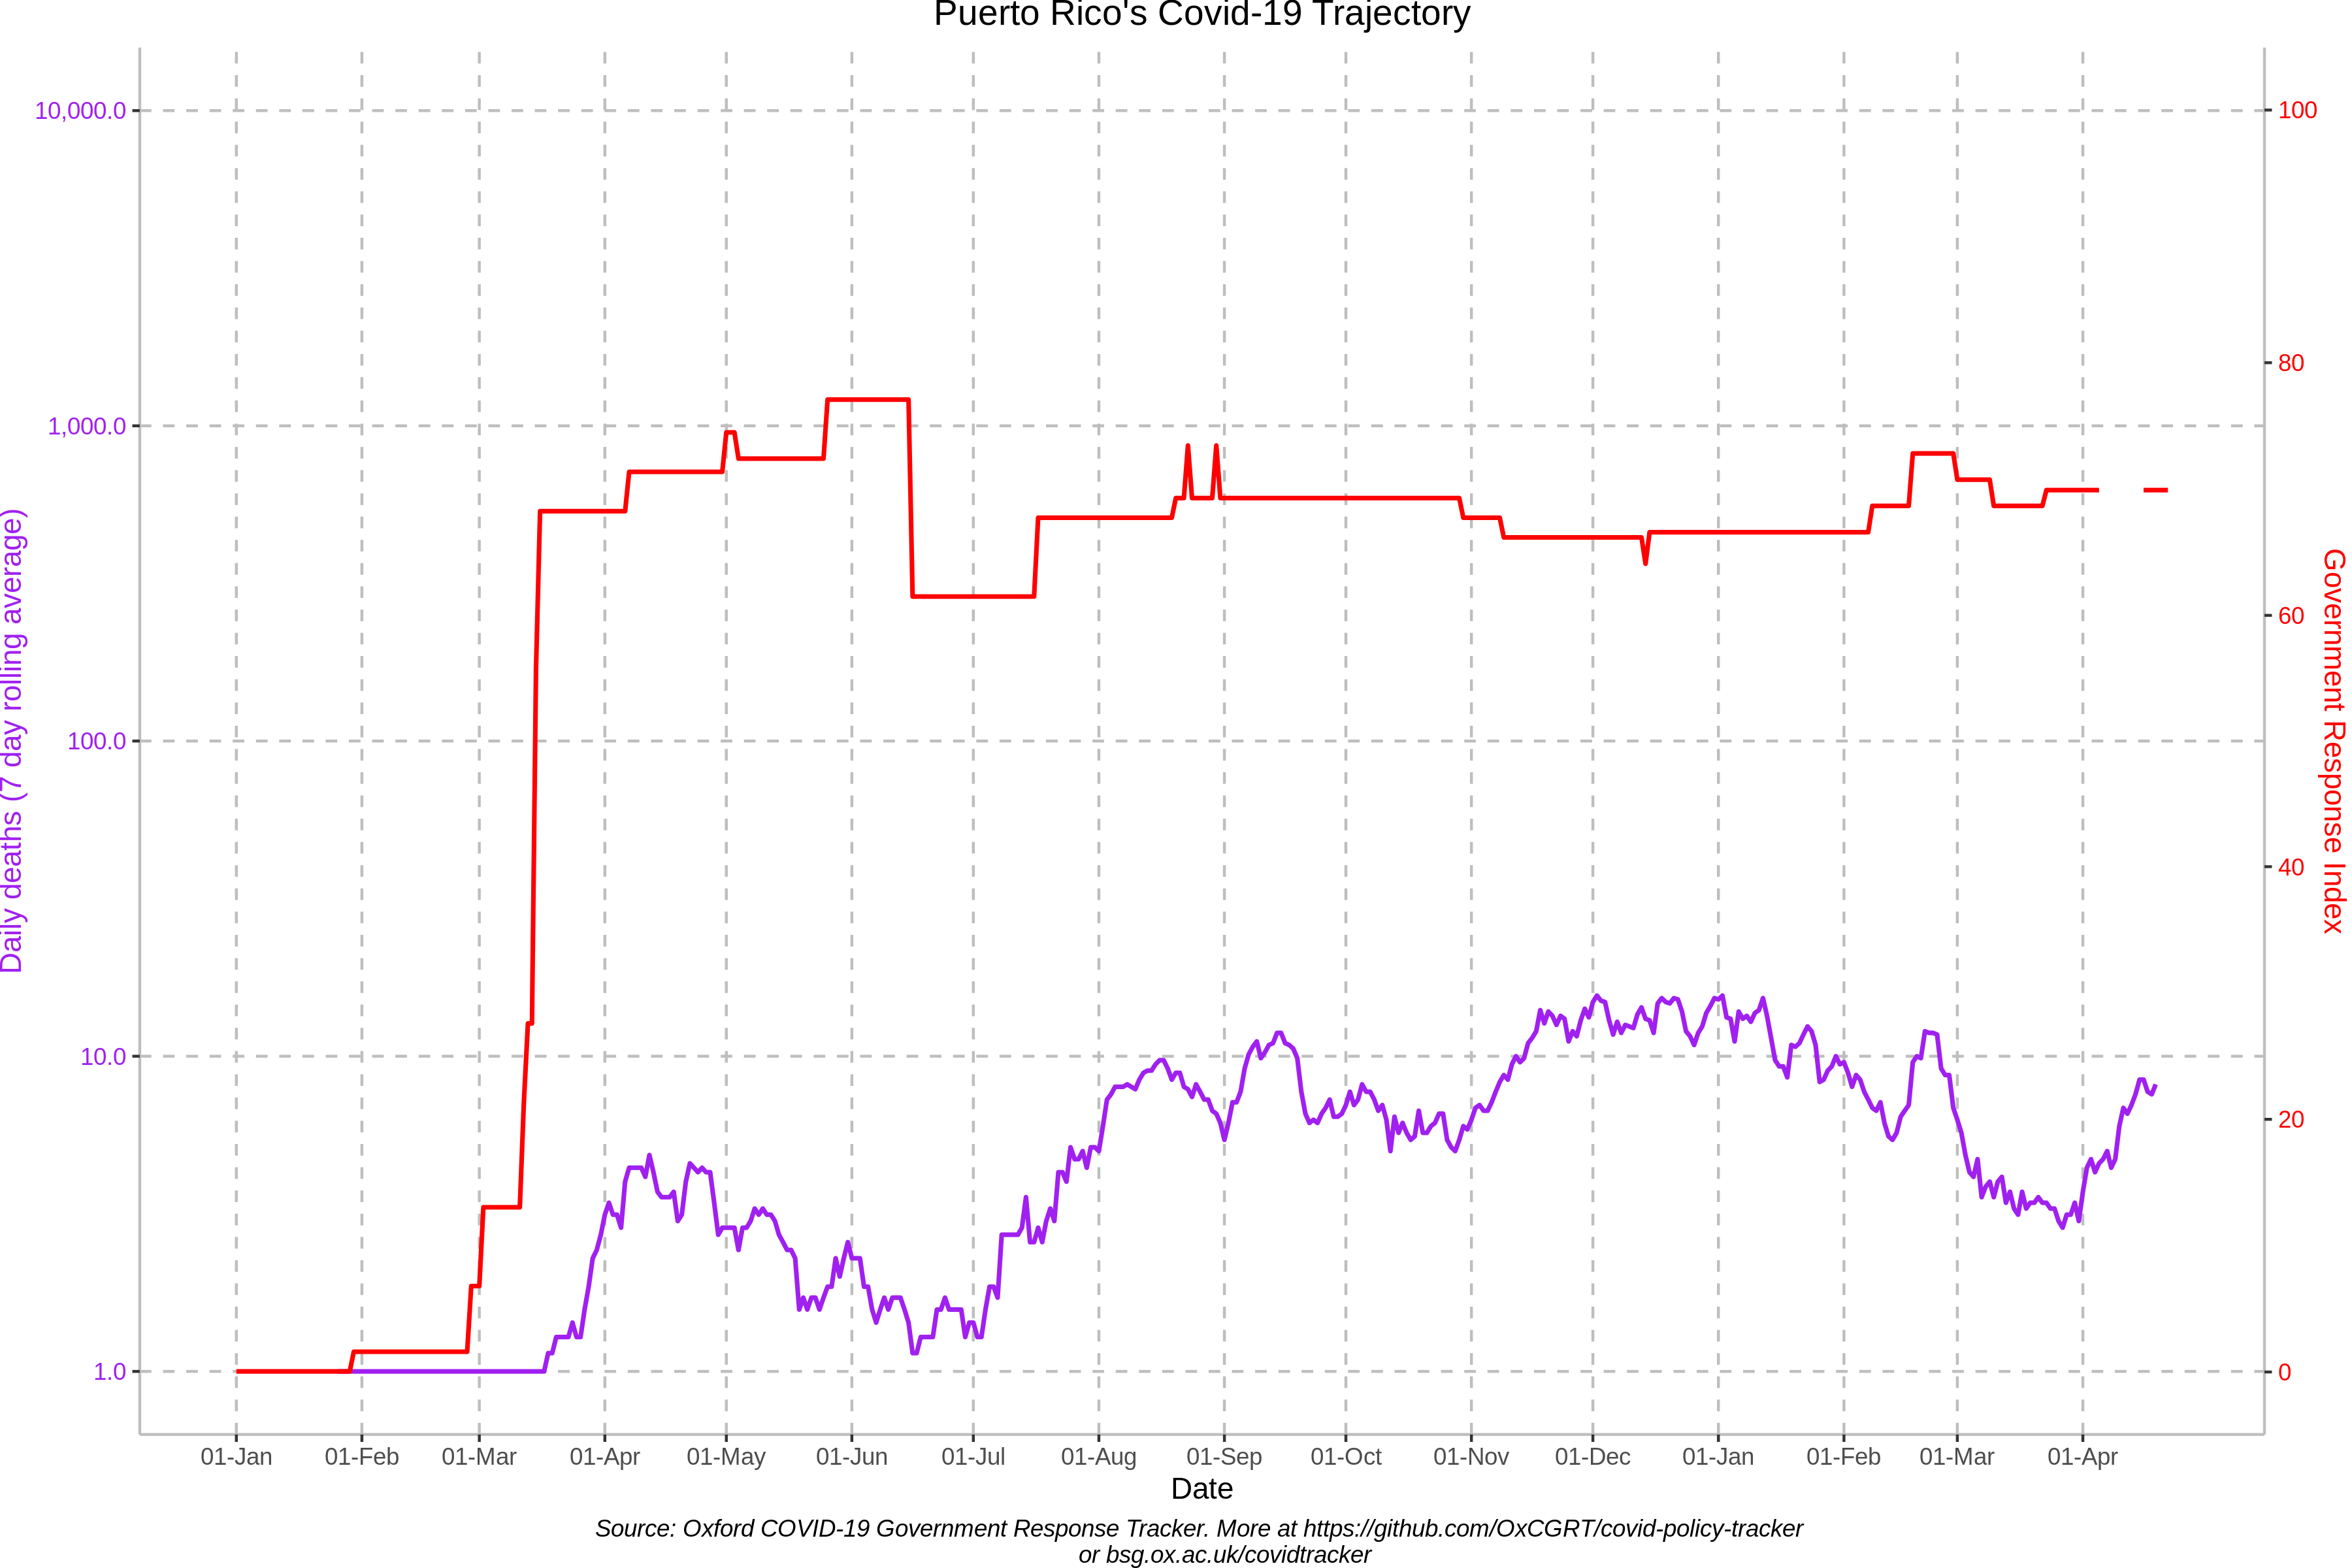 Puerto Rico's Covid-19 Trajectory
10,000.0
1,000.0
100.0
10.0
1.0
Daily deaths (7 day rolling average)
100
80
60
40
20
0
Government Response Index
01-Jan 01-Feb 01-Mar 01-Apr 01-May 01-Jun 01-Jul 01-Aug 01-Sep 01-Oct 01-Nov 01-Dec 01-Jan 01-Feb 01-Mar 01-Apr
Date
Source: Oxford COVID-19 Government Response Tracker. More at https://github.com/OxCGRT/covid-policy-tracker
or bsg.ox.ac.uk/covidtracker